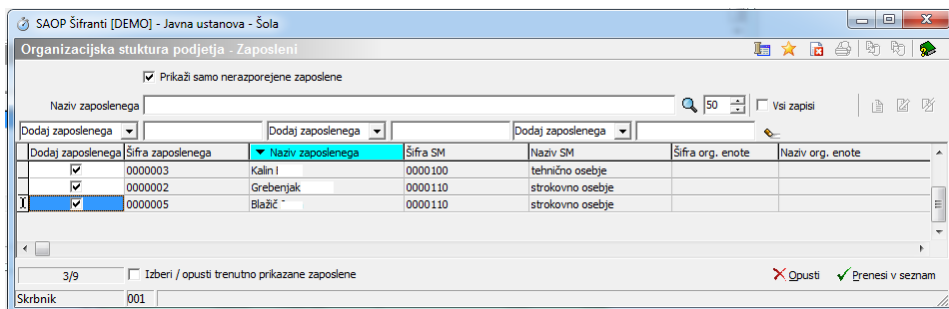 SAOP Šifranti [DEMO] - Javna ustanova - Šola
Organizacijska stuktura podjetja - Zaposleni
Prikaži samo nerazporejene zaposlene
Naziv zaposlenega 50 Vsi zapisi
Dodaj zaposlenega Dodaj zaposlenega Dodaj zaposlenega
Dodaj zaposlenega Šifra zaposlenega Naziv zaposlenega Šifra SM Naziv SM Šifra org. enote Naziv org. enote
0000003 Kalin 0000100 tehnično osebje
0000002 Grebenjak 0000110 strokovno osebje
0000005 Blažič 0000110 strokovno osebje
3/9 Izberi / opusti trenutno prikazane zaposlene Opusti Prenesi v seznam
Skrbnik 001